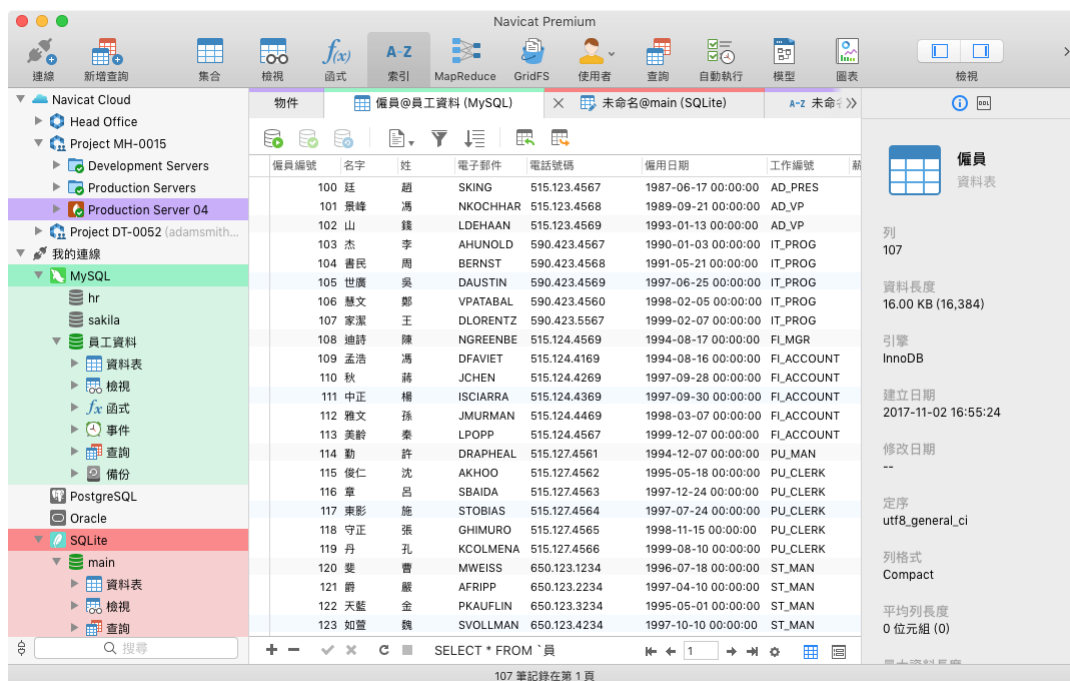 Navicat Premium
連線 新增查詢 集合 檢視 函式 索引 MapReduce GridFS 使用者 查詢 自動執行 模型 圖表 檢視
Navicat Cloud
Head Office
Project MH-0015
Development Servers
Production Servers
Production Server 04
Project DT-0052 (adamsmith...
我的連線
MySQL
hr
sakila
員工資料
資料表
檢視
函式
事件
查詢
備份
PostgreSQL
Oracle
SQLite
main
資料表
檢視
查詢
搜尋
物件 僱員@員工資料 (MySQL) 未命名@main (SQLite) A-Z 未命
僱員編號 名字 姓 電子郵件 電話號碼 僱用日期 工作編號 薪
100 廷 趙 SKING 515.123.4567 1987-06-17 00:00:00 AD_PRES
101 景峰 馮 NKOCHHAR 515.123.4568 1989-09-21 00:00:00 AD_VP
102 山 錢 LDEHAAN 515.123.4569 1993-01-13 00:00:00 AD_VP
103 杰 李 AHUNOLD 590.423.4567 1990-01-03 00:00:00 IT_PROG
104 書民 周 BERNST 590.423.4568 1991-05-21 00:00:00 IT_PROG
105 世廣 吳 DAUSTIN 590.423.4569 1997-06-25 00:00:00 IT_PROG
106 慧文 鄭 VPATABAL 590.423.4560 1998-02-05 00:00:00 IT_PROG
107 家潔 王 DLORENTZ 590.423.5567 1999-02-07 00:00:00 IT_PROG
108 迪詩 陳 NGREENBE 515.124.4569 1994-08-17 00:00:00 FI_MGR
109 孟浩 馮 DFAVIET 515.124.4169 1994-08-16 00:00:00 FI_ACCOUNT
110 秋 蔣 JCHEN 515.124.4269 1997-09-28 00:00:00 FI_ACCOUNT
111 中正 楊 ISCIARRA 515.124.4369 1997-09-30 00:00:00 FI_ACCOUNT
112 雅文 孫 JMURMAN 515.124.4469 1998-03-07 00:00:00 FI_ACCOUNT
113 美齡 秦 LPOPP 515.124.4567 1999-12-07 00:00:00 FI_ACCOUNT
114 勤 許 DRAPHEAL 515.127.4561 1994-12-07 00:00:00 PU_MAN
115 俊仁 沈 AKHOO 515.127.4562 1995-05-18 00:00:00 PU_CLERK
116 章 呂 SBAIDA 515.127.4563 1997-12-24 00:00:00 PU_CLERK
117 東影 施 STOBIAS 515.127.4564 1997-07-24 00:00:00 PU_CLERK
118 守正 張 GHIMURO 515.127.4565 1998-11-15 00:00:00 PU_CLERK
119 丹 孔 KCOLMENA 515.127.4566 1999-08-10 00:00:00 PU_CLERK
120 斐 曹 MWEISS 650.123.1234 1996-07-18 00:00:00 ST_MAN
121 爵 嚴 AFRIPP 650.123.2234 1997-04-10 00:00:00 ST_MAN
122 天藍 金 PKAUFLIN 650.123.3234 1995-05-01 00:00:00 ST_MAN
123 如萱 魏 SVOLLMAN 650.123.4234 1997-10-10 00:00:00 ST_MAN
SELECT * FROM `員 1
DDL
僱員
資料表
列
107
資料長度
16.00 KB (16,384)
引擎
InnoDB
建立日期
2017-11-02 16:55:24
修改日期
--
定序
utf8_general_ci
列格式
Compact
平均列長度
0 位元組 (0)
107 筆記錄在第 1 頁